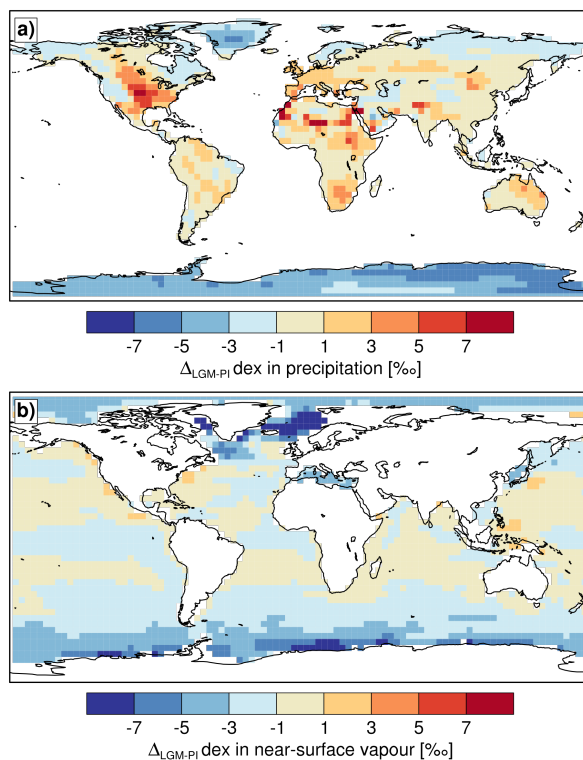 a)
-7 -5 -3 -1 1 3 5 7
ΔLGM-PI dex in precipitation [‰]
b)
-7 -5 -3 -1 1 3 5 7
ΔLGM-PI dex in near-surface vapour [‰]